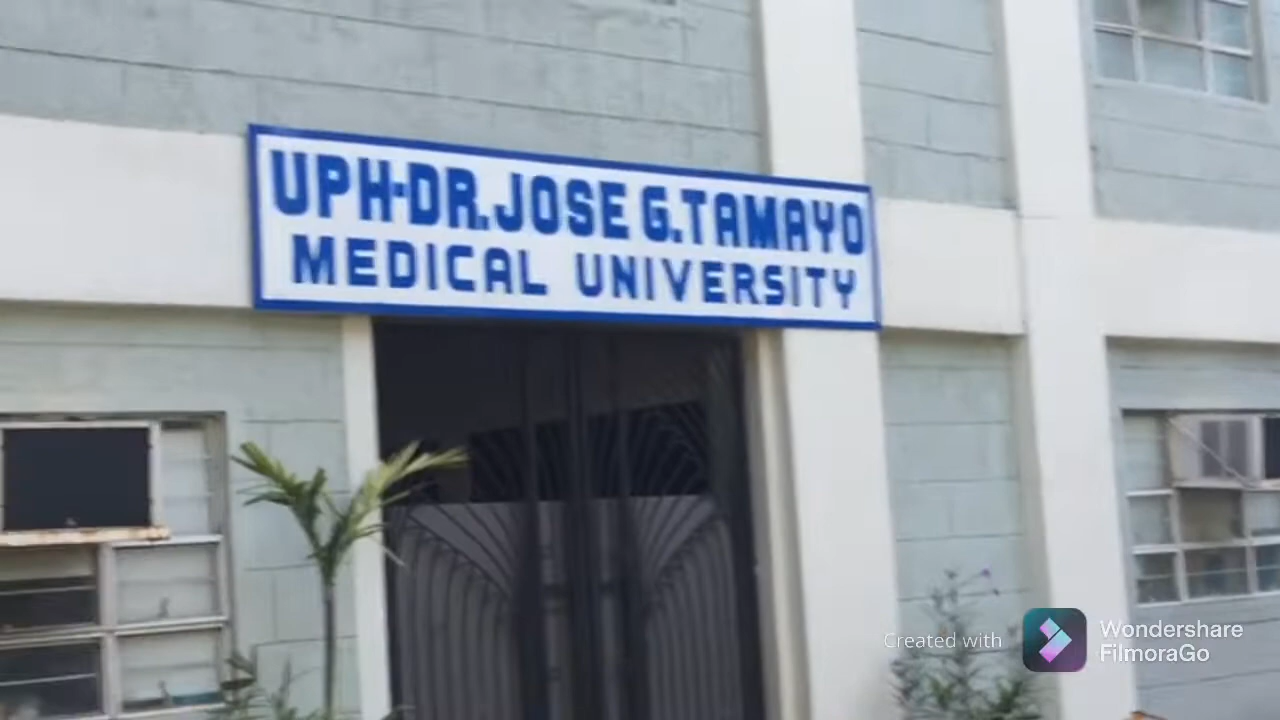 UPH-DR.JOSE G.TAMAYO
MEDICAL UNIVERSITY
Created with
Wondershare
FilmoraGo